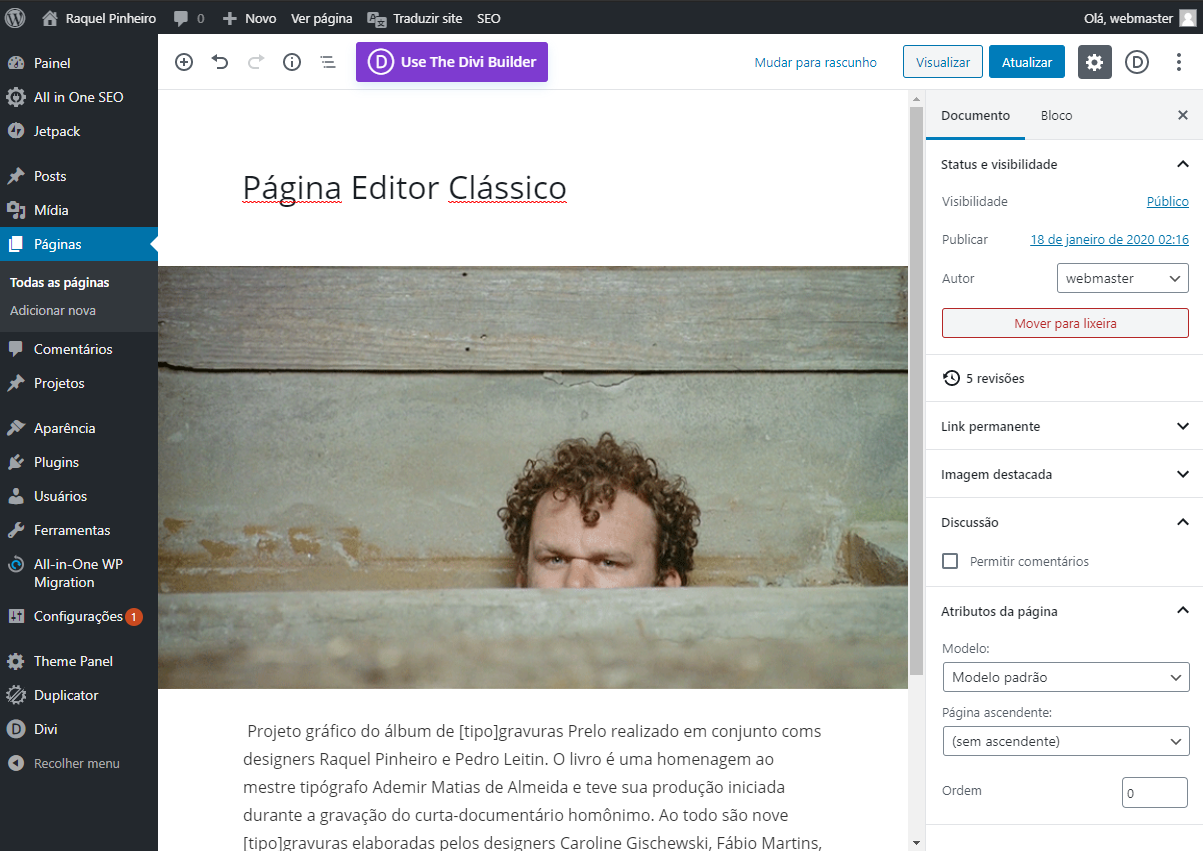 Raquel Pinheiro 0 Novo Ver página Traduzir site SEO Olá, webmaster
Painel
All in One SEO
Jetpack
Posts
Mídia
Páginas
Todas as páginas
Adicionar nova
Comentários
Projetos
Aparência
Plugins
Usuários
Ferramentas
All-in-One WP
Migration
Configurações 1
Theme Panel
Duplicator
D Divi
Recolher menu
D Use The Divi Builder Mudar para rascunho Visualizar Atualizar D
Página Editor Clássico
Projeto gráfico do álbum de [tipo]gravuras Prelo realizado em conjunto coms
designers Raquel Pinheiro e Pedro Leitin. O livro é uma homenagem ao
mestre tipógrafo Ademir Matias de Almeida e teve sua produção iniciada
durante a gravação do curta-documentário homônimo. Ao todo são nove
[tipo]gravuras elaboradas pelos designers Caroline Gischewski, Fábio Martins,
Documento Bloco
Status e visibilidade
Visibilidade Público
Publicar 18 de janeiro de 2020 02:16
Autor webmaster
Mover para lixeira
5 revisões
Link permanente
Imagem destacada
Discussão
Permitir comentários
Atributos da página
Modelo:
Modelo padrão
Página ascendente:
(sem ascendente)
Ordem 0